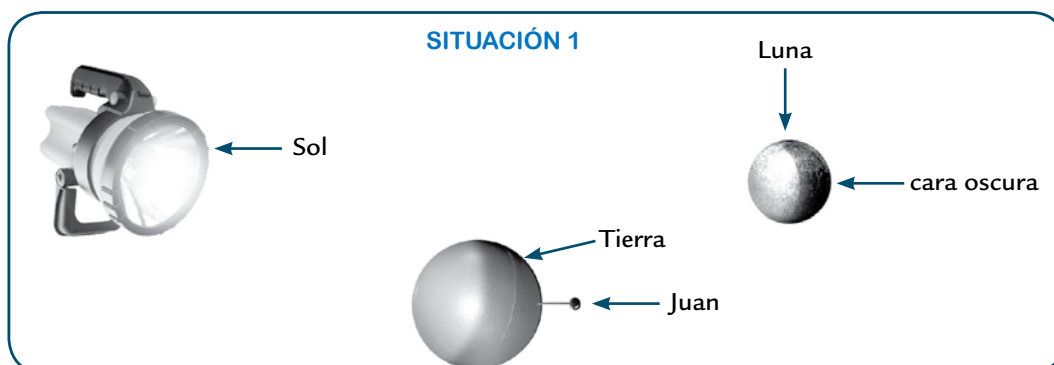 SITUACIÓN 1
Luna
Sol
cara oscura
Tierra
Juan